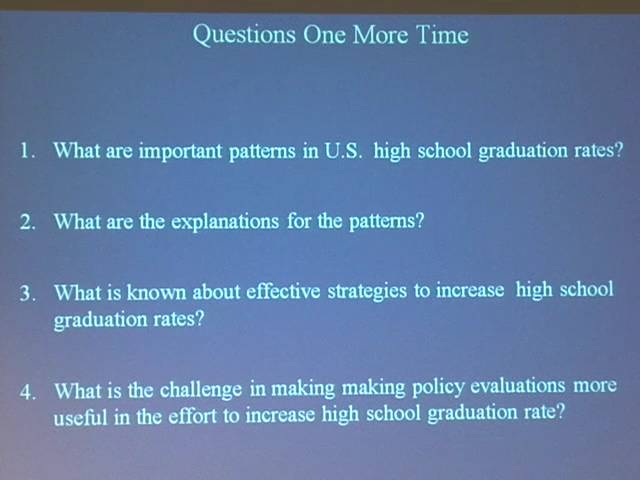 Questions One More Time
1. What are important patterns in U.S. high school graduation rates?
2. What are the explanations for the patterns?
3. What is known about effective strategies to increase high school
graduation rates?
4. What is the challenge in making making policy evaluations more
useful in the effort to increase high school graduation rate?